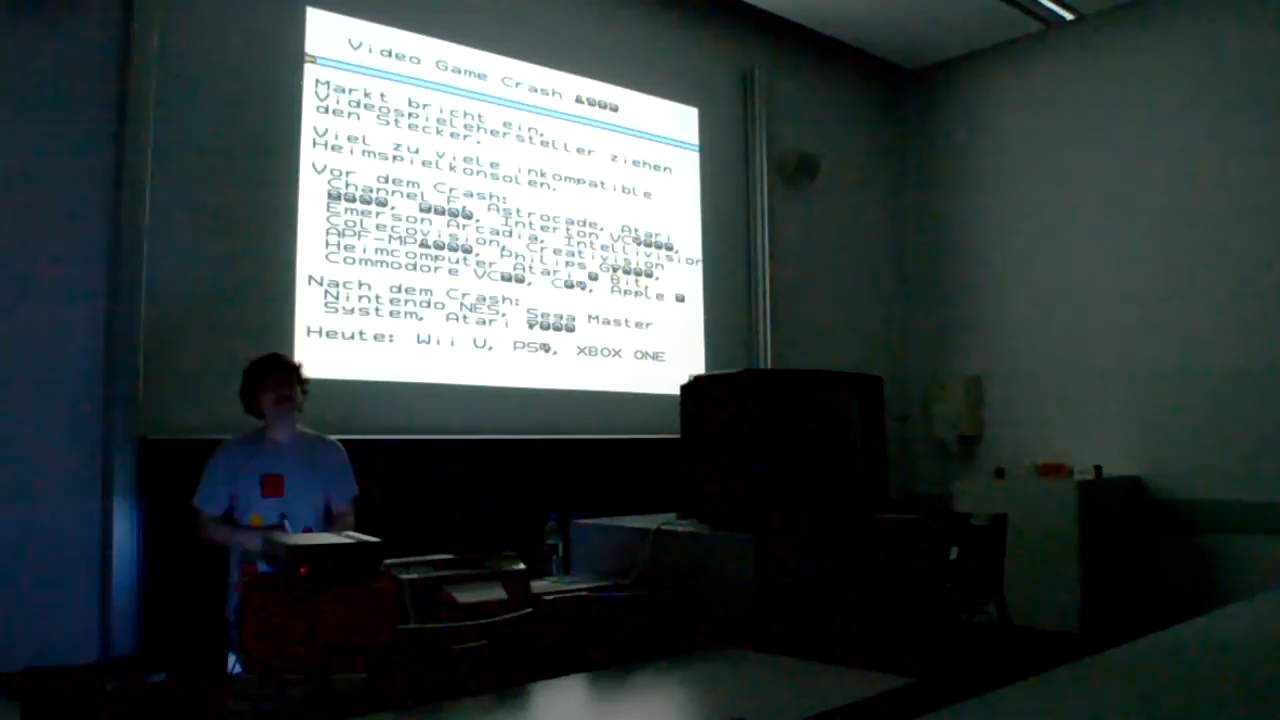 Video Game Crash
Markt bricht ein,
Videospielehersteller ziehen
den Stecker.
Viel zu viele inkompatible
Heimspielkonsolen.
Vor dem Crash:
Channel F, Astrocade, Atari
Emerson Arcadia, Interton VC
Colecovision, Intellivision
APF-MP Creativision
Philips G
Heimcomputer Atari Bit,
Commodore VC Apple
Nach dem Crash:
Nintendo NES, Sega Master
System, Atari
Heute: Wii U, PS4, XBOX ONE